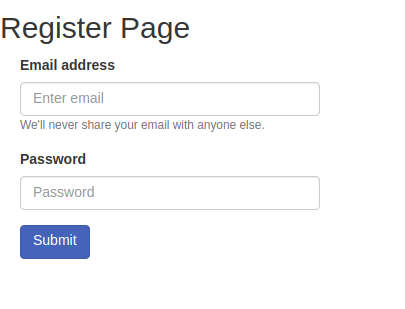 Register Page
Email address
Enter email
We'll never share your email with anyone else.
Password
Password
Submit